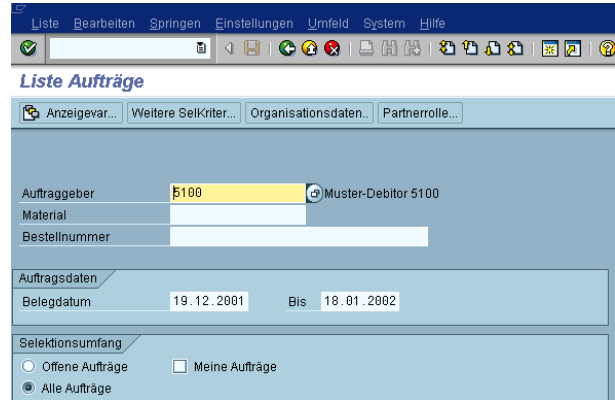 Liste Bearbeiten Springen Einstellungen Umfeld System Hilfe
Liste Aufträge
Anzeigevar... Weitere SelKriter... Organisationsdaten.. Partnerrolle...
Auftraggeber 5100 Muster-Debitor 5100
Material
Bestellnummer
Auftragsdaten
Belegdatum 19.12.2001 Bis 18.01.2002
Selektionsumfang
Offene Aufträge Meine Aufträge
Alle Aufträge